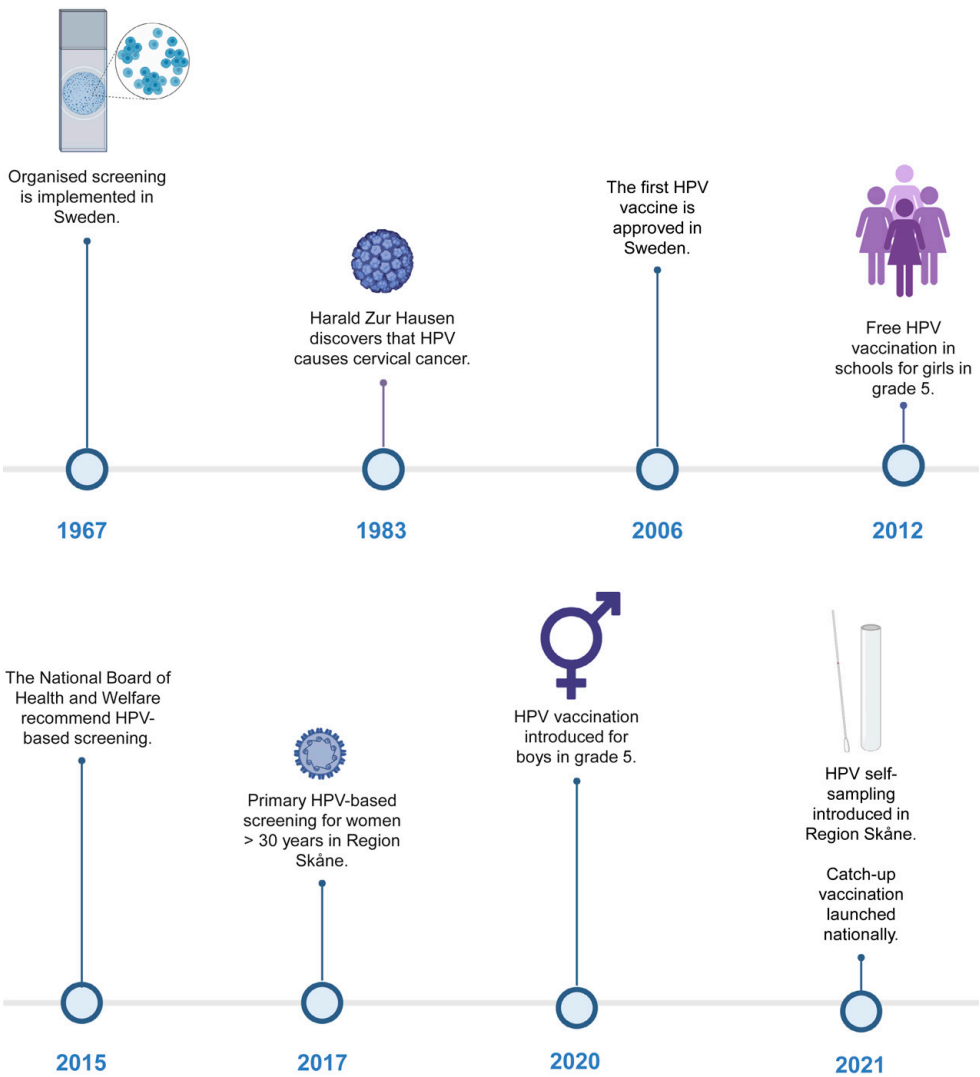 Organised screening
is implemented in
Sweden.
Harald Zur Hausen
discovers that HPV
causes cervical cancer.
The first HPV
vaccine is
approved in
Sweden.
Free HPV
vaccination in
schools for girls in
grade 5.
1967
1983
2006
2012
The National Board of
Health and Welfare
recommend HPV-
based screening.
Primary HPV-based
screening for women
> 30 years in Region
Skåne.
HPV vaccination
introduced for
boys in grade 5.
HPV self-
sampling
introduced in
Region Skåne.
Catch-up
vaccination
launched
nationally.
2015
2017
2020
2021